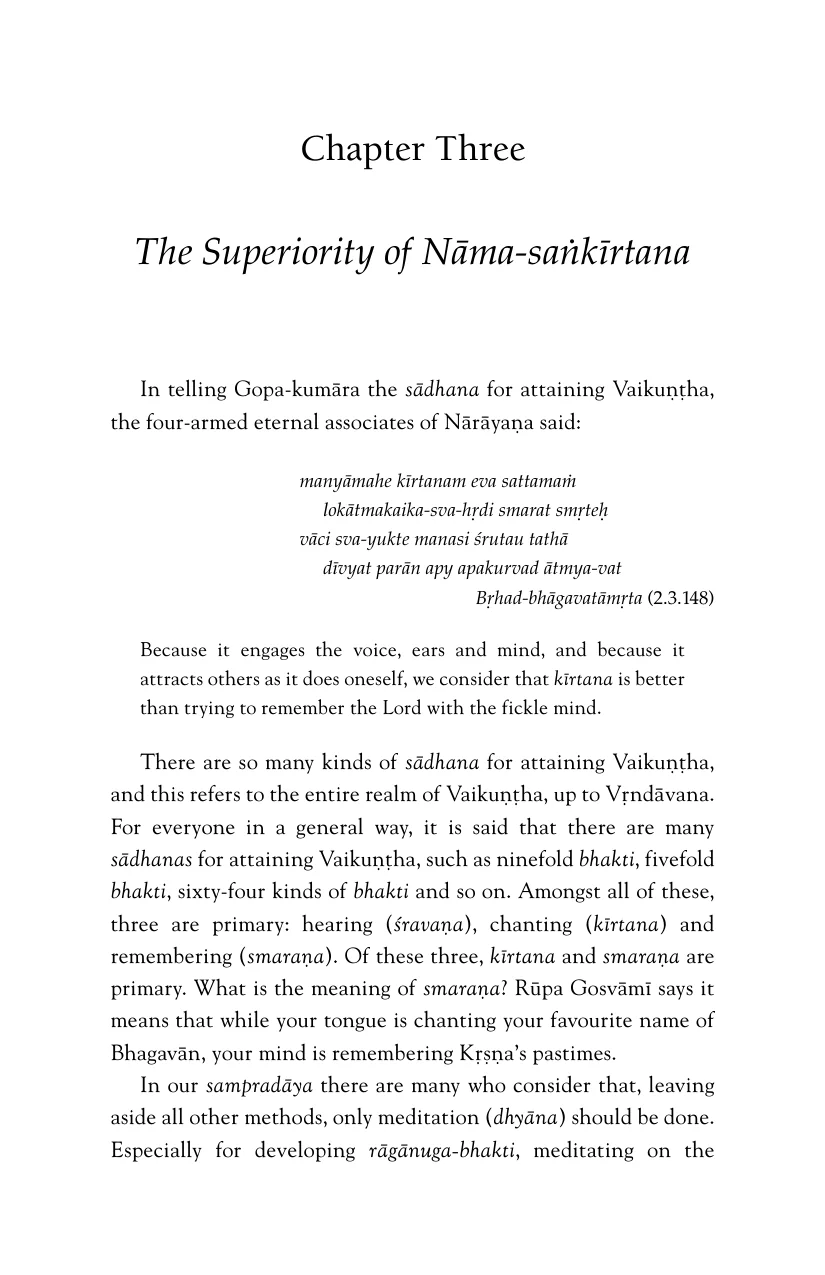 Chapter Three
The Superiority of Nāma-saṅkīrtana
In telling Gopa-kumāra the sādhana for attaining Vaikuṇṭha,
the four-armed eternal associates of Nārāyaṇa said:
manyāmahe kīrtanam eva sattamaṁ
lokātmakaika-sva-hṛdi smarat smṛteḥ
vāci sva-yukte manasi śrutau tathā
dīvyat parān apy apakurvad ātmya-vat
Bṛhad-bhāgavatāmṛta (2.3.148)
Because it engages the voice, ears and mind, and because it
attracts others as it does oneself, we consider that kīrtana is better
than trying to remember the Lord with the fickle mind.
There are so many kinds of sādhana for attaining Vaikuṇṭha,
and this refers to the entire realm of Vaikuṇṭha, up to Vṛndāvana.
For everyone in a general way, it is said that there are many
sādhanas for attaining Vaikuṇṭha, such as ninefold bhakti, fivefold
bhakti, sixty-four kinds of bhakti and so on. Amongst all of these,
three are primary: hearing (śravaṇa), chanting (kīrtana) and
remembering (smaraṇa). Of these three, kīrtana and smaraṇa are
primary. What is the meaning of smaraṇa? Rūpa Gosvāmī says it
means that while your tongue is chanting your favourite name of
Bhagavān, your mind is remembering Kṛṣṇa's pastimes.
In our sampradāya there are many who consider that, leaving
aside all other methods, only meditation (dhyāna) should be done.
Especially for developing rāgānuga-bhakti, meditating on the